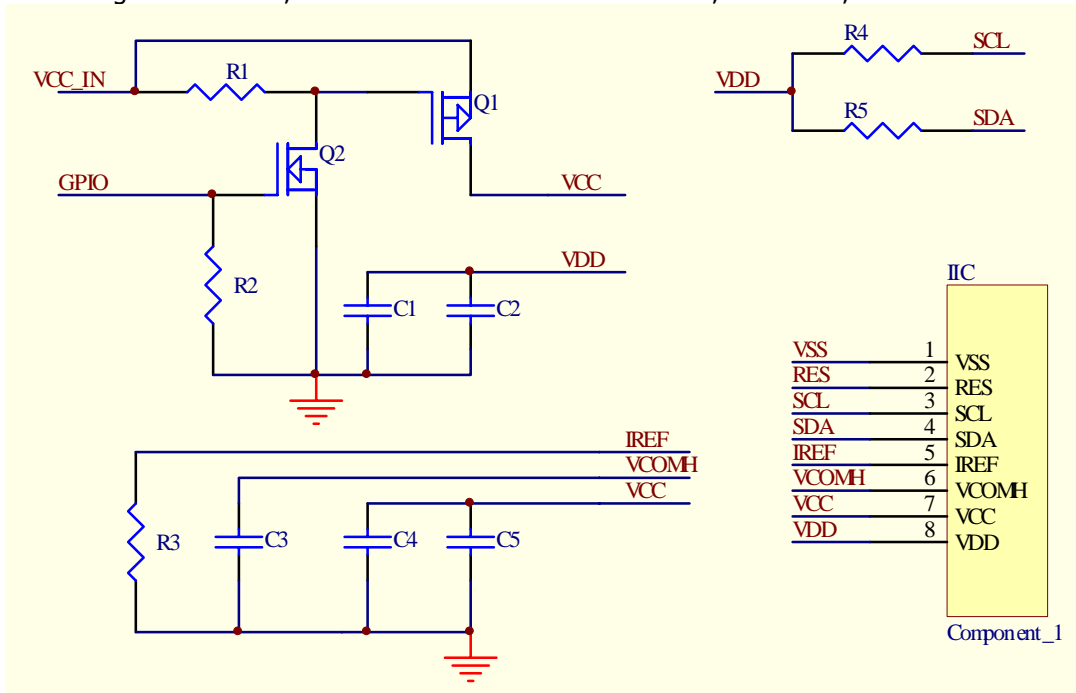 R4
SCL
VCC_IN
R1
VDD
Q1
R5
SDA
Q2
GPIO
VCC
VDD
R2
C1
C2
IIC
VSS 1 VSS
RES 2 RES
SCL 3 SCL
SDA 4 SDA
IREF 5 IREF
VCOMH 6 VCOMH
VCC 7 VCC
VDD 8 VDD
Component_1
IREF
VCOMH
VCC
R3
C3
C4
C5